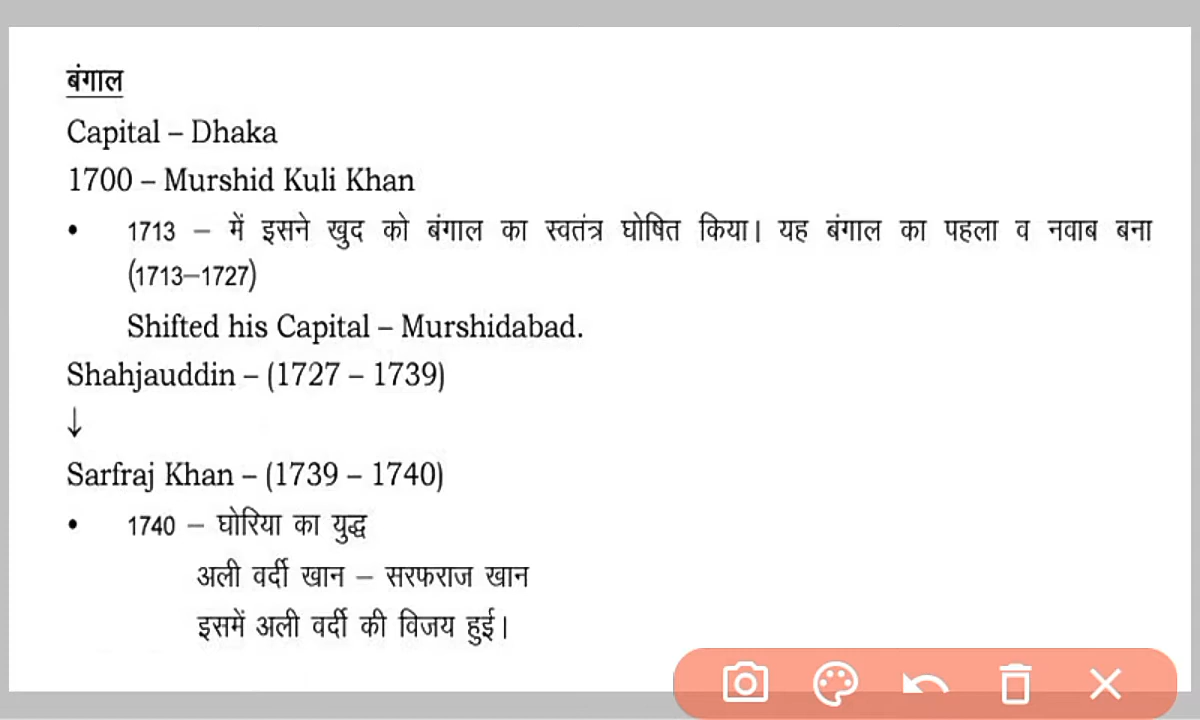 बंगाल
Capital – Dhaka
1700 – Murshid Kuli Khan
• 1713 – में इसने खुद को बंगाल का स्वतंत्र घोषित किया। यह बंगाल का पहला व नवाब बना
(1713–1727)
Shifted his Capital – Murshidabad.
Shahjauddin – (1727 – 1739)
↓
Sarfraj Khan – (1739 – 1740)
• 1740 – घोरिया का युद्ध
अली वर्दी खान – सरफराज खान
इसमें अली वर्दी की विजय हुई।